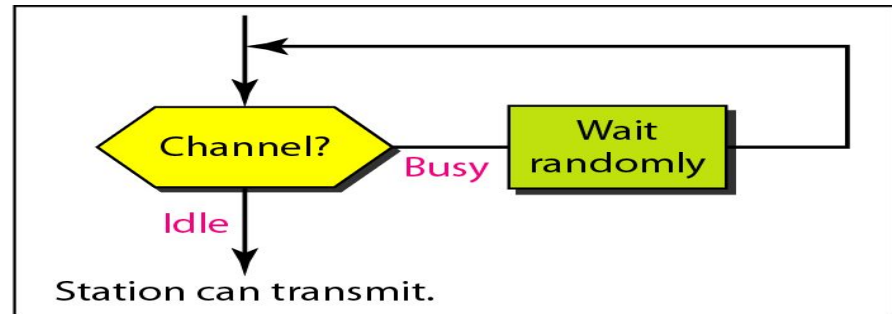 Channel?
Busy
Wait
randomly
Idle
Station can transmit.